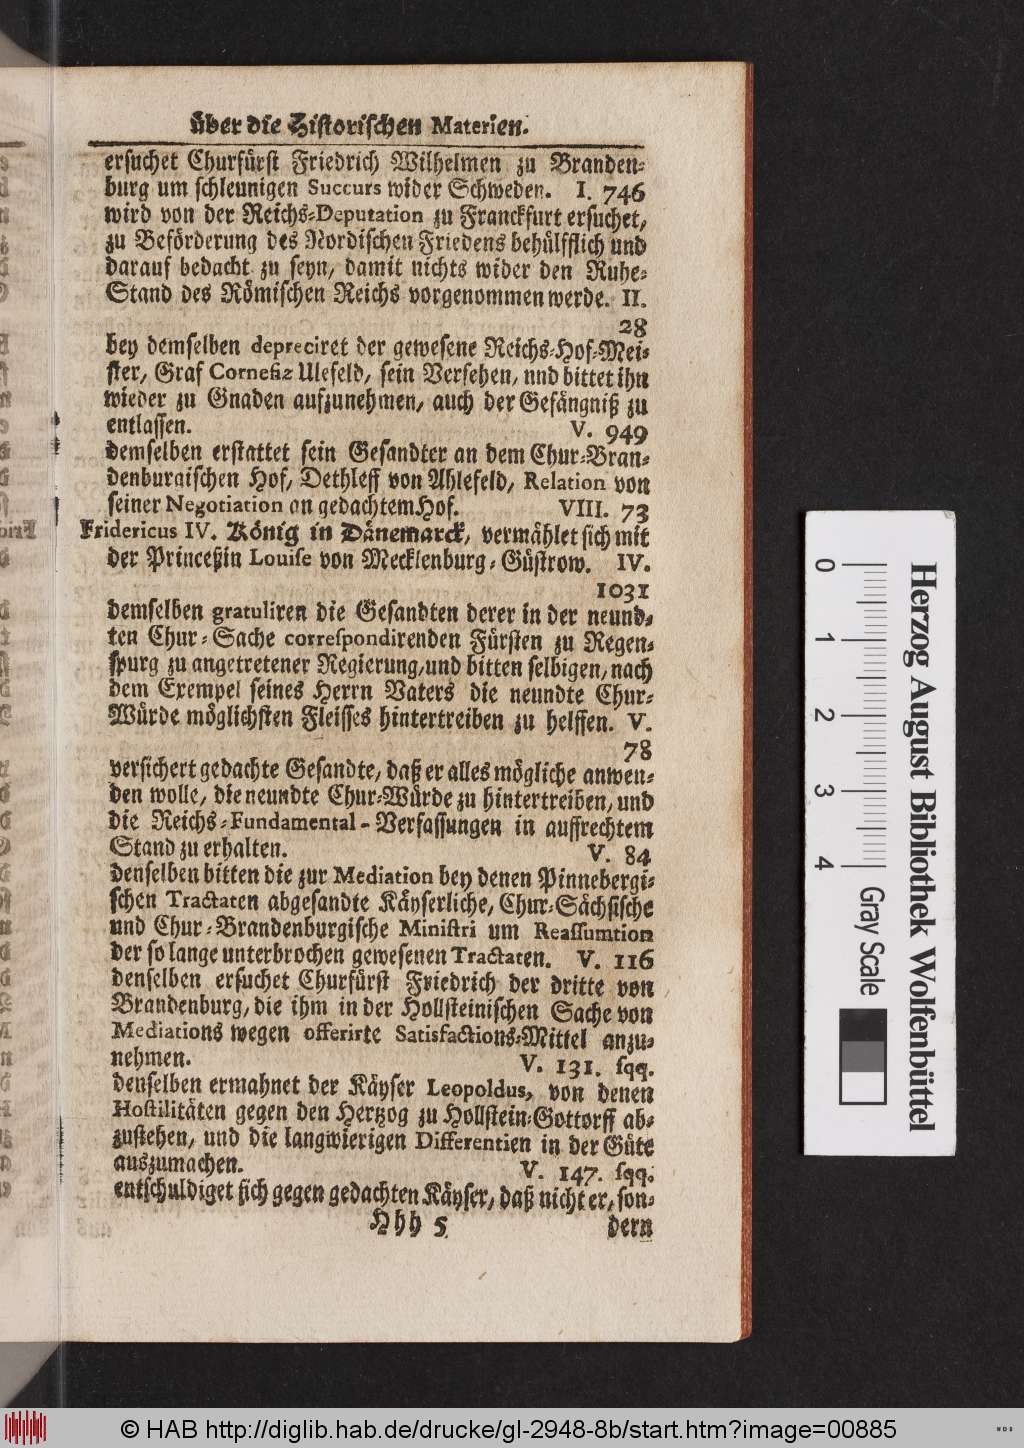 über die Historischen Materien.
ersuchet Churfürst Friedrich Wilhelmen zu Branden-
burg um schleunigen Succurs wider Schweden. I. 746
wird von der Reichs-Deputation zu Franckfurt ersuchet,
zu Beförderung des Nordischen Friedens behülfflich und
darauf bedacht zu seyn, damit nichts wider den Ruhe-
Stand des Römischen Reichs vorgenommen werde. II.
28
bey demselben depreciret der gewesene Reichs-Hof-Mei-
ster, Graf Cornefiz Ulefeld, sein Versehen, und bittet ihn
wieder zu Gnaden aufzunehmen, auch der Gefängniß zu
entlassen. V. 949
demselben erstattet sein Gesandter an dem Chur-Bran-
denburgischen Hof, Dethleff von Ahlefeld, Relation von
seiner Negotiation an gedachtem Hof. VIII. 73
Fridericus IV. König in Dänemarck, vermählet sich mit
der Princeßin Louise von Mecklenburg-Güstrow. IV.
1031
demselben gratuliren die Gesandten derer in der neund-
ten Chur-Sache correspondirenden Fürsten zu Regen-
spurg zu angetretener Regierung, und bitten selbigen, nach
dem Exempel seines Herrn Vaters die neundte Chur-
Würde möglichsten Fleisses hintertreiben zu helffen. V.
78
versichert gedachte Gesandte, daß er alles mögliche anwen-
den wolle, die neundte Chur-Würde zu hintertreiben, und
die Reichs-Fundamental-Verfassungen in auffrechtem
Stand zu erhalten. V. 84
denselben bitten die zur Mediation bey denen Pinnebergi-
schen Tractaten abgesandte Käyserliche, Chur-Sächsische
und Chur-Brandenburgische Ministri um Reassumtion
der so lange unterbrochen gewesenen Tractaten. V. 116
denselben ersuchet Churfürst Friedrich der dritte von
Brandenburg, die ihm in der Hollsteinischen Sache von
Mediations wegen offerirte Satisfactions-Mittel anzu-
nehmen. V. 131. sqq.
denselben ermahnet der Käyser Leopoldus, von denen
Hostilitäten gegen den Hertzog zu Hollstein-Gottorff ab-
zustehen, und die langwierigen Differentien in der Güte
auszumachen. V. 147. sqq.
entschuldiget sich gegen gedachten Käyser, daß nicht er, son-
Hhh 5 dern
0 1 2 3 4
Gray Scale
Herzog August Bibliothek Wolfenbüttel
© HAB http://diglib.hab.de/drucke/gl-2948-8b/start.htm?image=00885